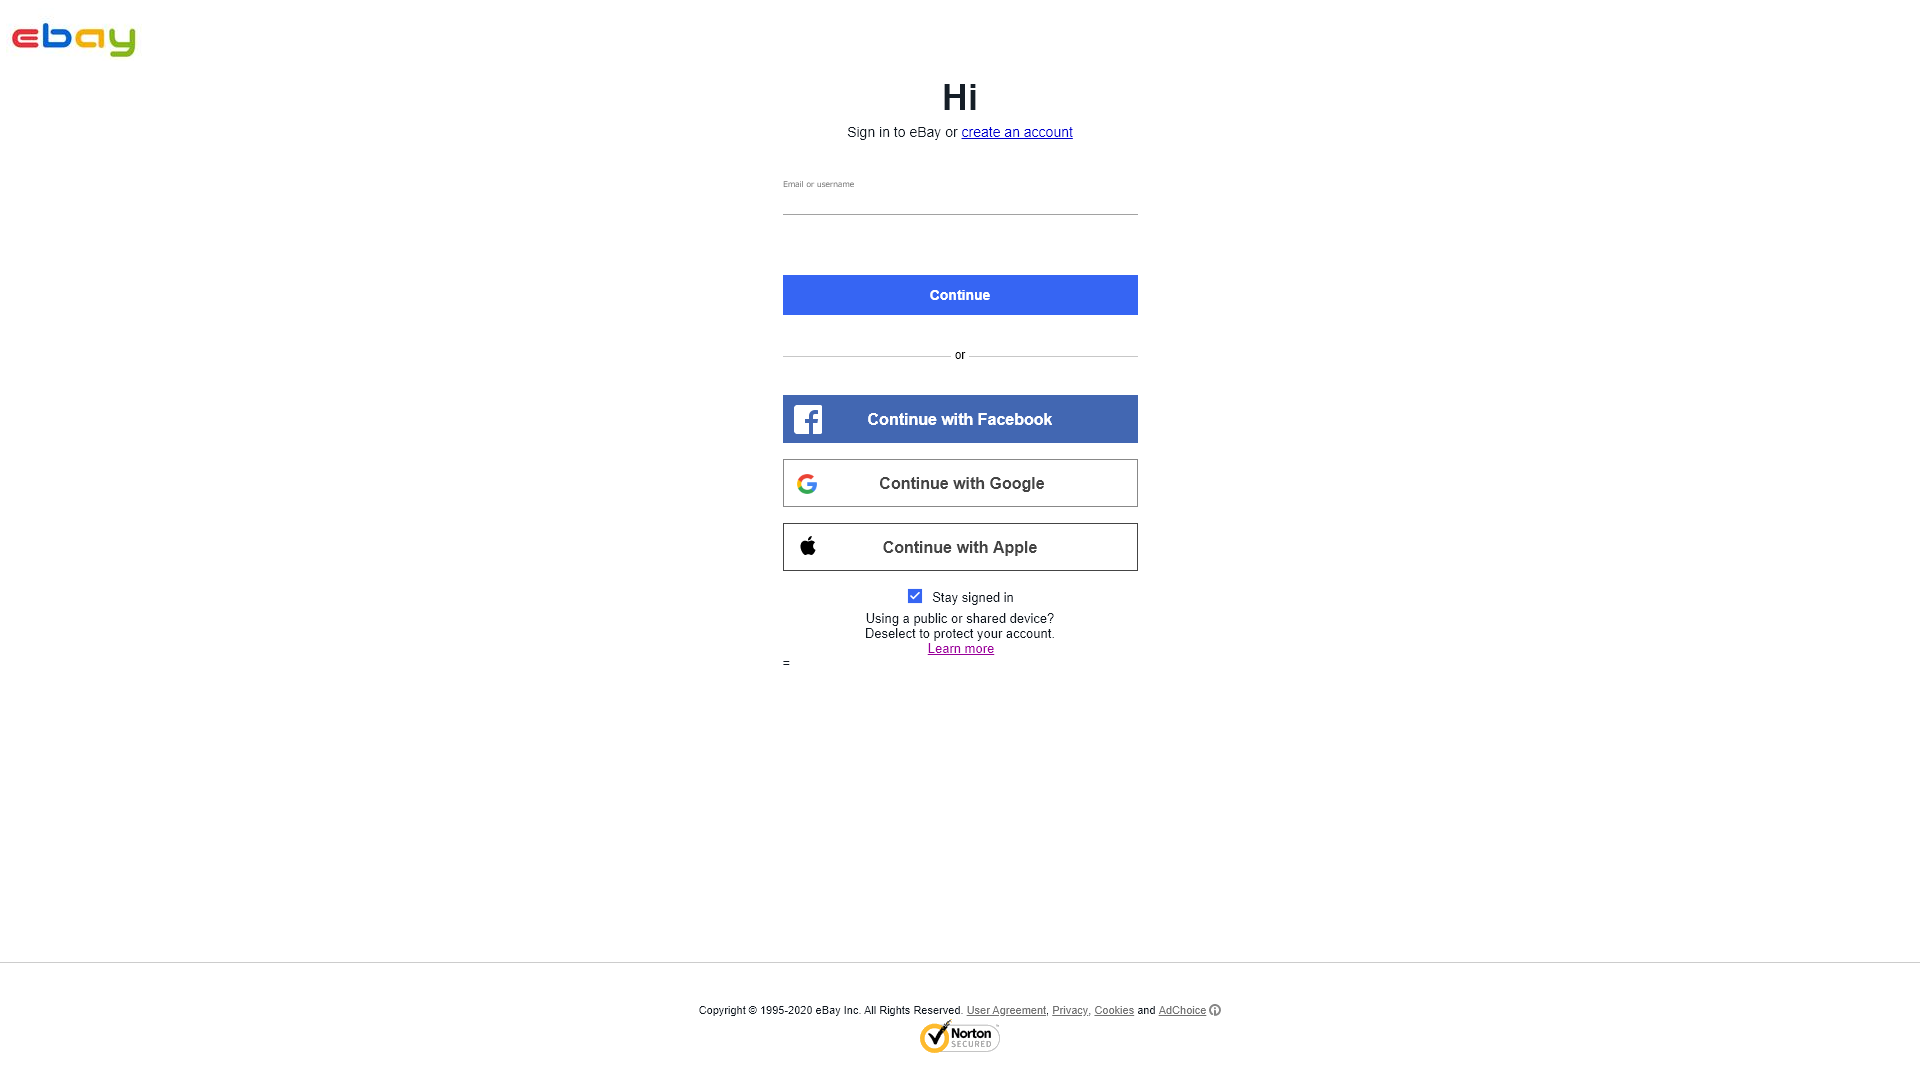 ebay
Hi
Sign in to eBay or create an account
Email or username
Continue
or
Continue with Facebook
Continue with Google
Continue with Apple
Stay signed in
Using a public or shared device?
Deselect to protect your account.
Learn more
=
Copyright © 1995-2020 eBay Inc. All Rights Reserved. User Agreement, Privacy, Cookies and AdChoice
Norton
SECURED